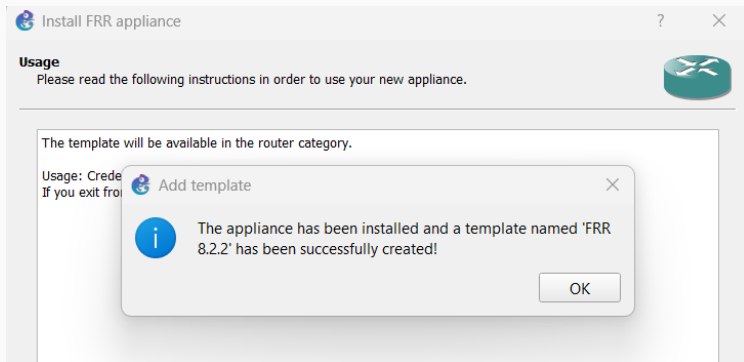 Install FRR appliance
Usage
Please read the following instructions in order to use your new appliance.
The template will be available in the router category.
Usage:
If you exit
Add template
The appliance has been installed and a template named 'FRR
8.2.2' has been successfully created!
OK